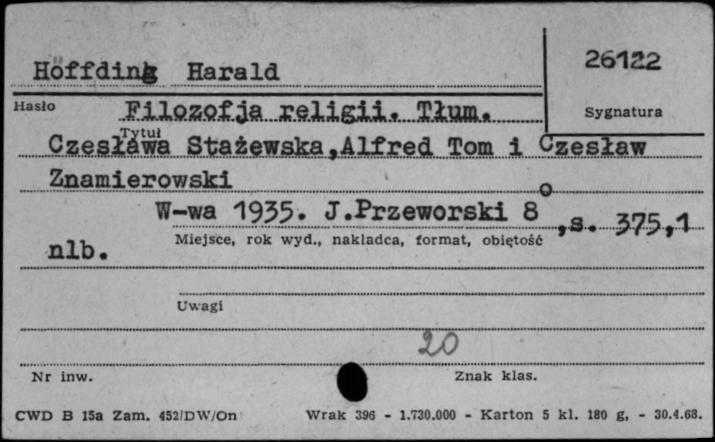 26122
Höffding Harald
Hasło
Sygnatura
Filozofja religii. Tłum.
Tytuł
Czesława Stażewska,Alfred Tom i Czesław
Znamierowski
W-wa 1935. J.Przeworski 8o,s. 375,1
Miejsce, rok wyd., nakladca, format, obiętość
nlb.
Uwagi
20
Nr inw.
Znak klas.
CWD B 15a Zam. 452/DW/On Wrak 396 - 1.730.000 - Karton 5 kl. 180 g, - 30.4.68.